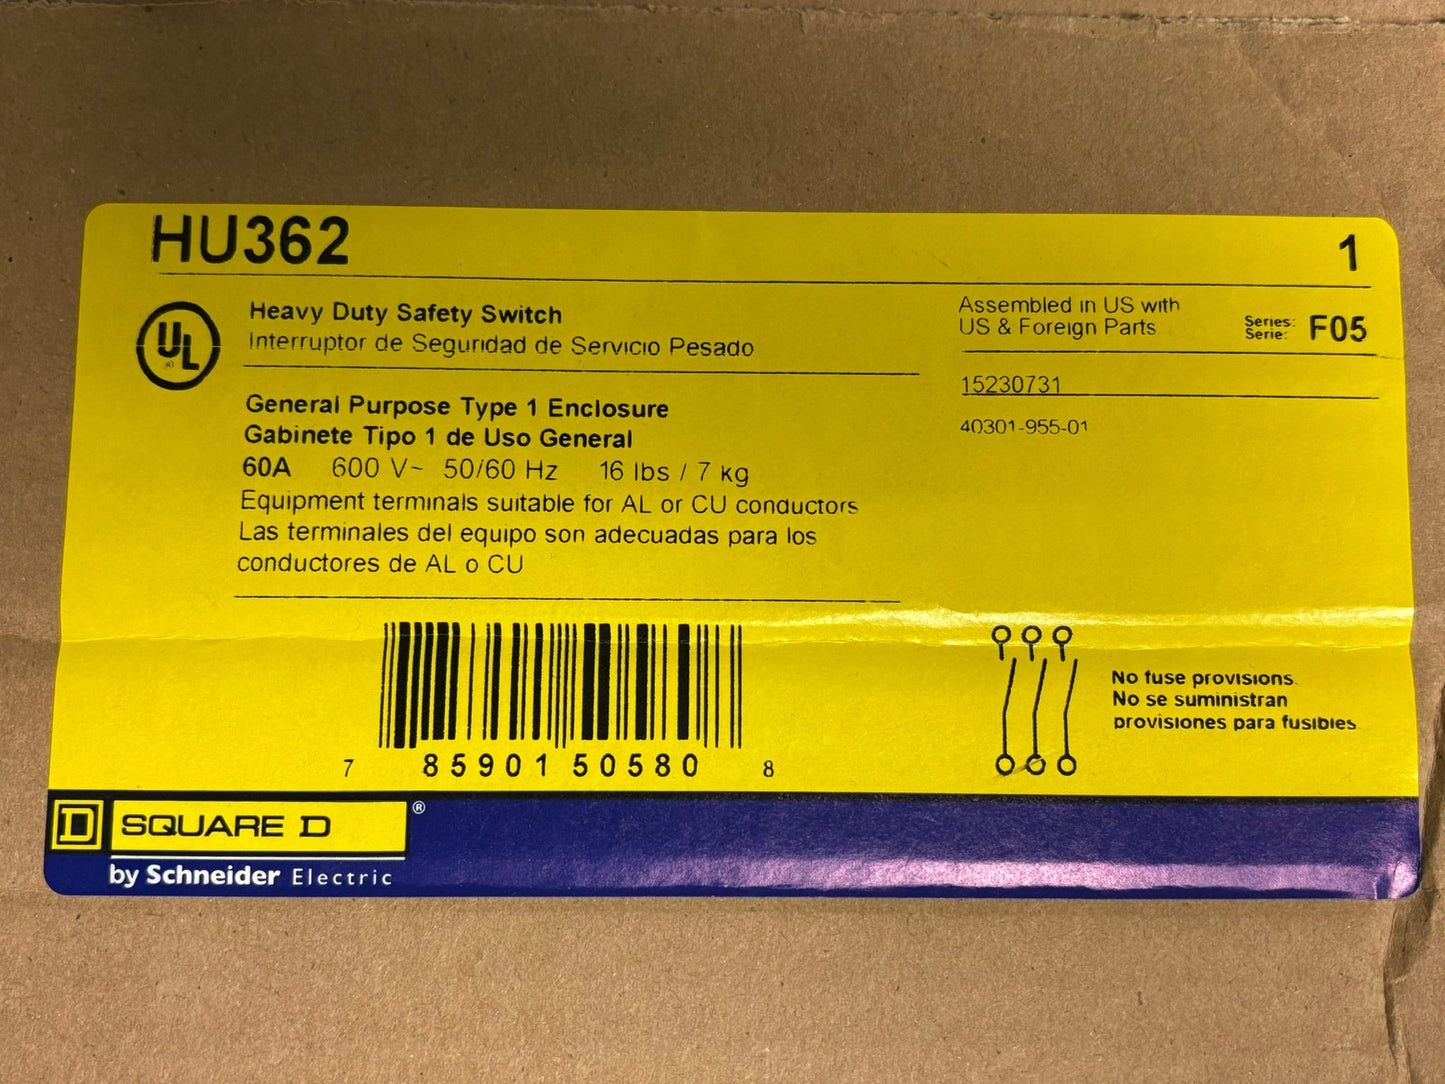 HU362
1
UL
®
Heavy Duty Safety Switch
Interruptor de Seguridad de Servicio Pesado
Assembled in US with
US & Foreign Parts
Series:
Serie:
F05
15230731
40301-955-01
General Purpose Type 1 Enclosure
Gabinete Tipo 1 de Uso General
60A 600 V~ 50/60 Hz 16 lbs / 7 kg
Equipment terminals suitable for AL or CU conductors
Las terminales del equipo son adecuadas para los
conductores de AL o CU
7 85901 50580 8
No fuse provisions.
No se suministran
provisiones para fusibles.
D SQUARE D ®
by Schneider Electric